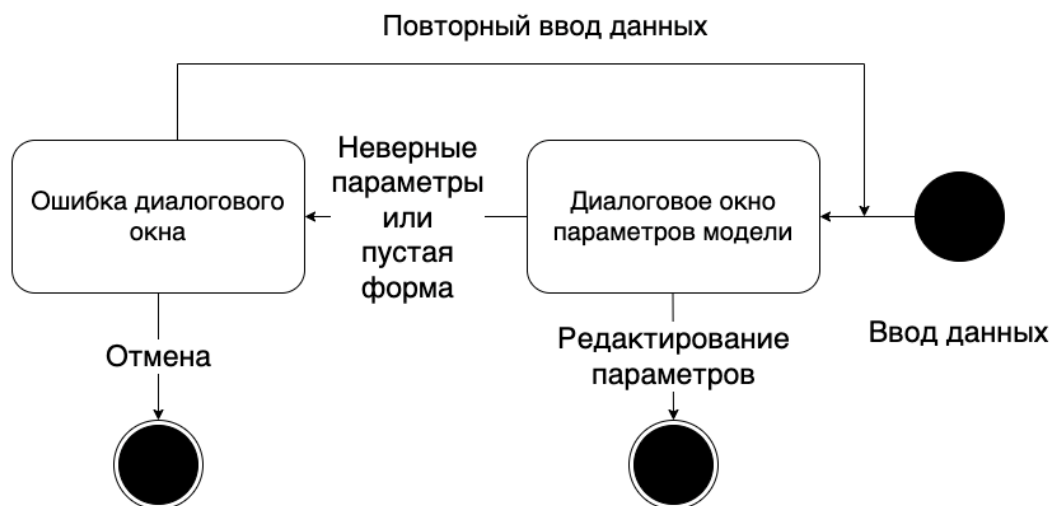 Повторный ввод данных
Неверные
параметры
или
пустая
форма
Ошибка диалогового
окна
Диалоговое окно
параметров модели
Ввод данных
Отмена
Редактирование
параметров